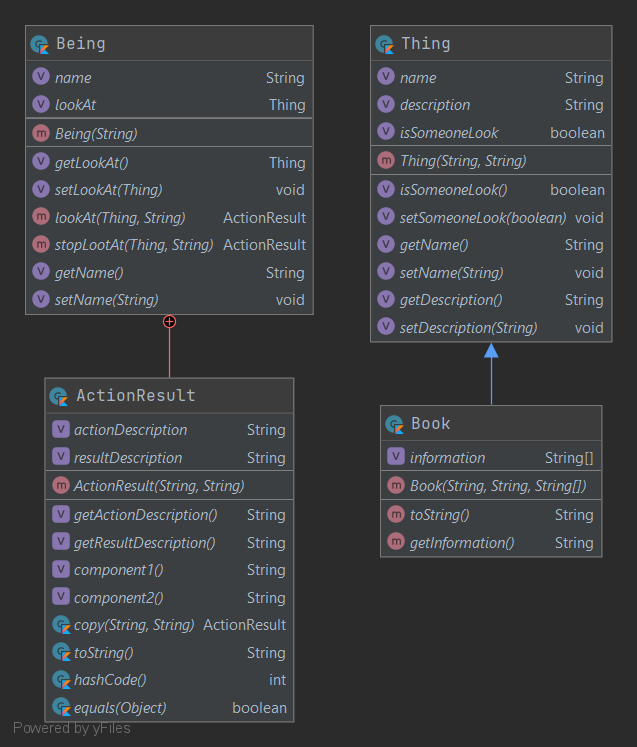 Being
name String
lookAt Thing
Being(String)
getLookAt() Thing
setLookAt(Thing) void
lookAt(Thing, String) ActionResult
stopLootAt(Thing, String) ActionResult
getName() String
setName(String) void
Thing
name String
description String
isSomeoneLook boolean
Thing(String, String)
isSomeoneLook() boolean
setSomeoneLook(boolean) void
getName() String
setName(String) void
getDescription() String
setDescription(String) void
ActionResult
actionDescription String
resultDescription String
ActionResult(String, String)
getActionDescription() String
getResultDescription() String
component1() String
component2() String
copy(String, String) ActionResult
toString() String
hashCode() int
equals(Object) boolean
Book
information String[]
Book(String, String, String[])
toString() String
getInformation() String
Powered by yFiles